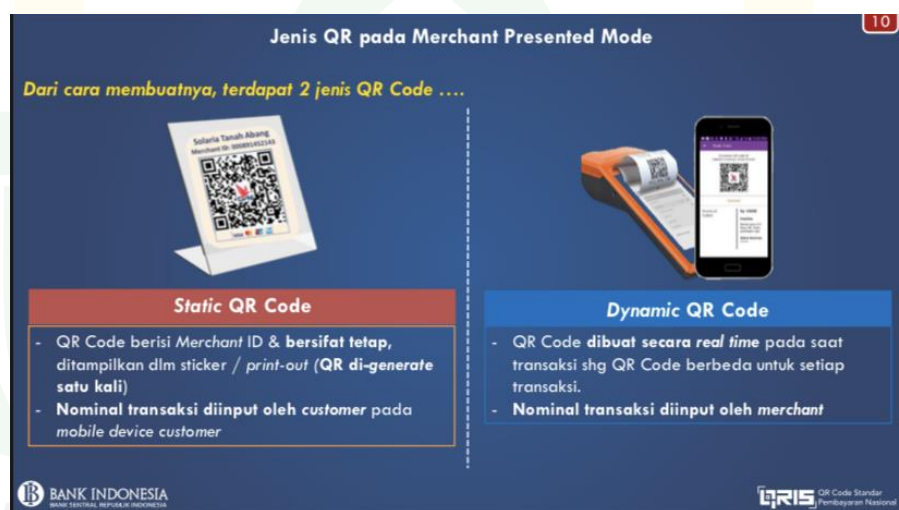 10
Jenis QR pada Merchant Presented Mode
Dari cara membuatnya, terdapat 2 jenis QR Code ....
Solaria Tanah Abang
Merchant ID: 000891452143
VISA
Static QR Code
- QR Code berisi Merchant ID & bersifat tetap,
ditampilkan dlm sticker / print-out (QR di-generate
satu kali)
- Nominal transaksi diinput oleh customer pada
mobile device customer
Dynamic QR Code
- QR Code dibuat secara real time pada saat
transaksi shg QR Code berbeda untuk setiap
transaksi.
- Nominal transaksi diinput oleh merchant
BANK INDONESIA
BANK SENTRAL REPUBLIK INDONESIA
QRIS
QR Code Standar
Pembayaran Nasional